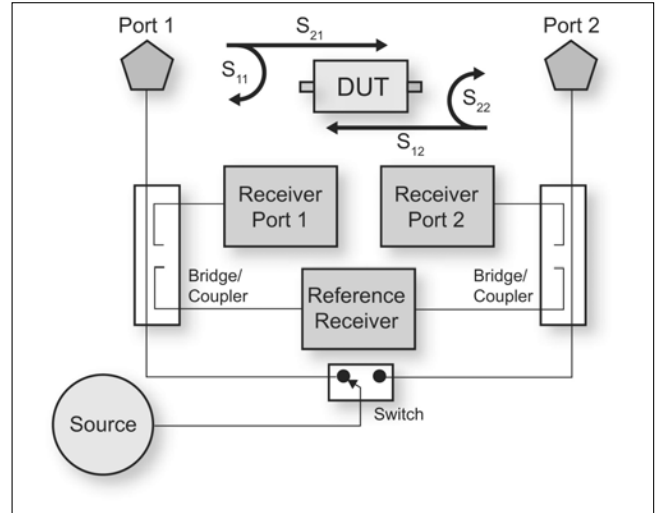 Port 1
Port 2
S21
S11
DUT
S22
S12
Receiver
Port 1
Receiver
Port 2
Bridge/
Coupler
Reference
Receiver
Bridge/
Coupler
Switch
Source